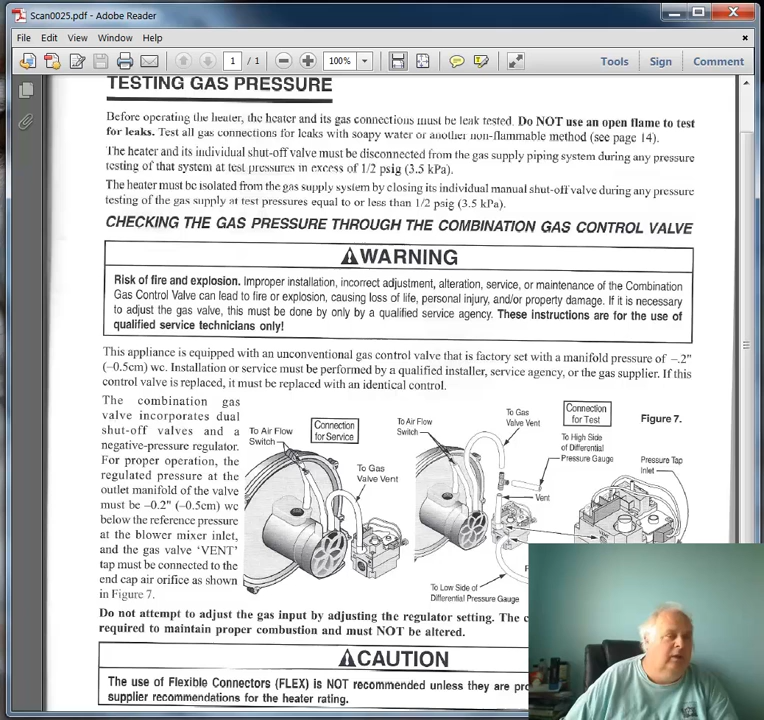 Scan0025.pdf - Adobe Reader
File Edit View Window Help
1 / 1 100% Tools Sign Comment
TESTING GAS PRESSURE
Before operating the heater, the heater and its gas connections must be leak tested. Do NOT use an open flame to test
for leaks. Test all gas connections for leaks with soapy water or another non-flammable method (see page 14).
The heater and its individual shut-off valve must be disconnected from the gas supply piping system during any pressure
testing of that system at test pressures in excess of 1/2 psig (3.5 kPa).
The heater must be isolated from the gas supply system by closing its individual manual shut-off valve during any pressure
testing of the gas supply at test pressures equal to or less than 1/2 psig (3.5 kPa).
CHECKING THE GAS PRESSURE THROUGH THE COMBINATION GAS CONTROL VALVE
WARNING
Risk of fire and explosion. Improper installation, incorrect adjustment, alteration, service, or maintenance of the Combination
Gas Control Valve can lead to fire or explosion, causing loss of life, personal injury, and/or property damage. If it is necessary
to adjust the gas valve, this must be done by only by a qualified service agency. These instructions are for the use of
qualified service technicians only!
This appliance is equipped with an unconventional gas control valve that is factory set with a manifold pressure of –.2"
(–0.5cm) wc. Installation or service must be performed by a qualified installer, service agency, or the gas supplier. If this
control valve is replaced, it must be replaced with an identical control.
The combination gas
valve incorporates dual
shut-off valves and a
negative-pressure regulator.
For proper operation, the
regulated pressure at the
outlet manifold of the valve
must be –0.2" (–0.5cm) wc
below the reference pressure
at the blower mixer inlet,
and the gas valve 'VENT'
tap must be connected to the
end cap air orifice as shown
in Figure 7.
To Air Flow
Switch
Connection
for Service
To Gas
Valve Vent
To Air Flow
Switch
To Gas
Valve Vent
Connection
for Test
Figure 7.
To High Side
of Differential
Pressure Gauge
Pressure Tap
Inlet
Vent
To Low Side of
Differential Pressure Gauge
Do not attempt to adjust the gas input by adjusting the regulator setting. The
required to maintain proper combustion and must NOT be altered.
CAUTION
The use of Flexible Connectors (FLEX) is NOT recommended unless they are
supplier recommendations for the heater rating.